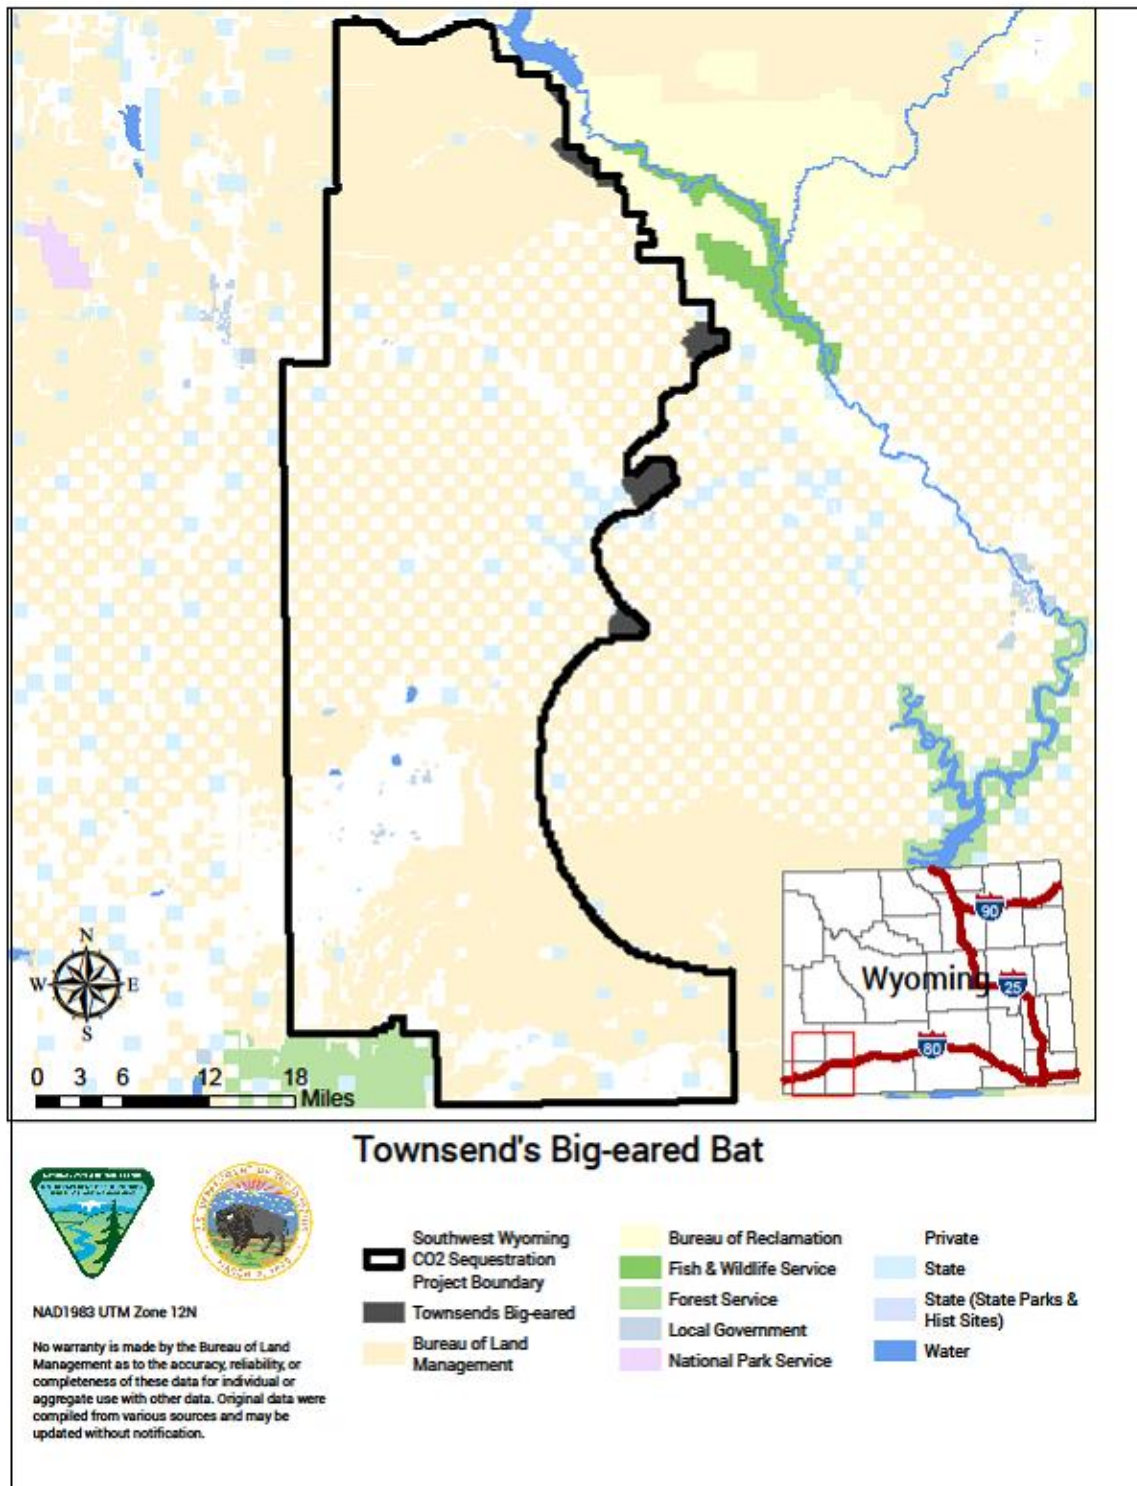 Wyoming
90
25
80
N
W
E
S
0 3 6 12 18
Miles
Townsend's Big-eared Bat
NAD1983 UTM Zone 12N
No warranty is made by the Bureau of Land
Management as to the accuracy, reliability, or
completeness of these data for individual or
aggregate use with other data. Original data were
compiled from various sources and may be
updated without notification.
Southwest Wyoming
CO2 Sequestration
Project Boundary
Townsends Big-eared
Bureau of Land
Management
Bureau of Reclamation
Fish & Wildlife Service
Forest Service
Local Government
National Park Service
Private
State
State (State Parks &
Hist Sites)
Water